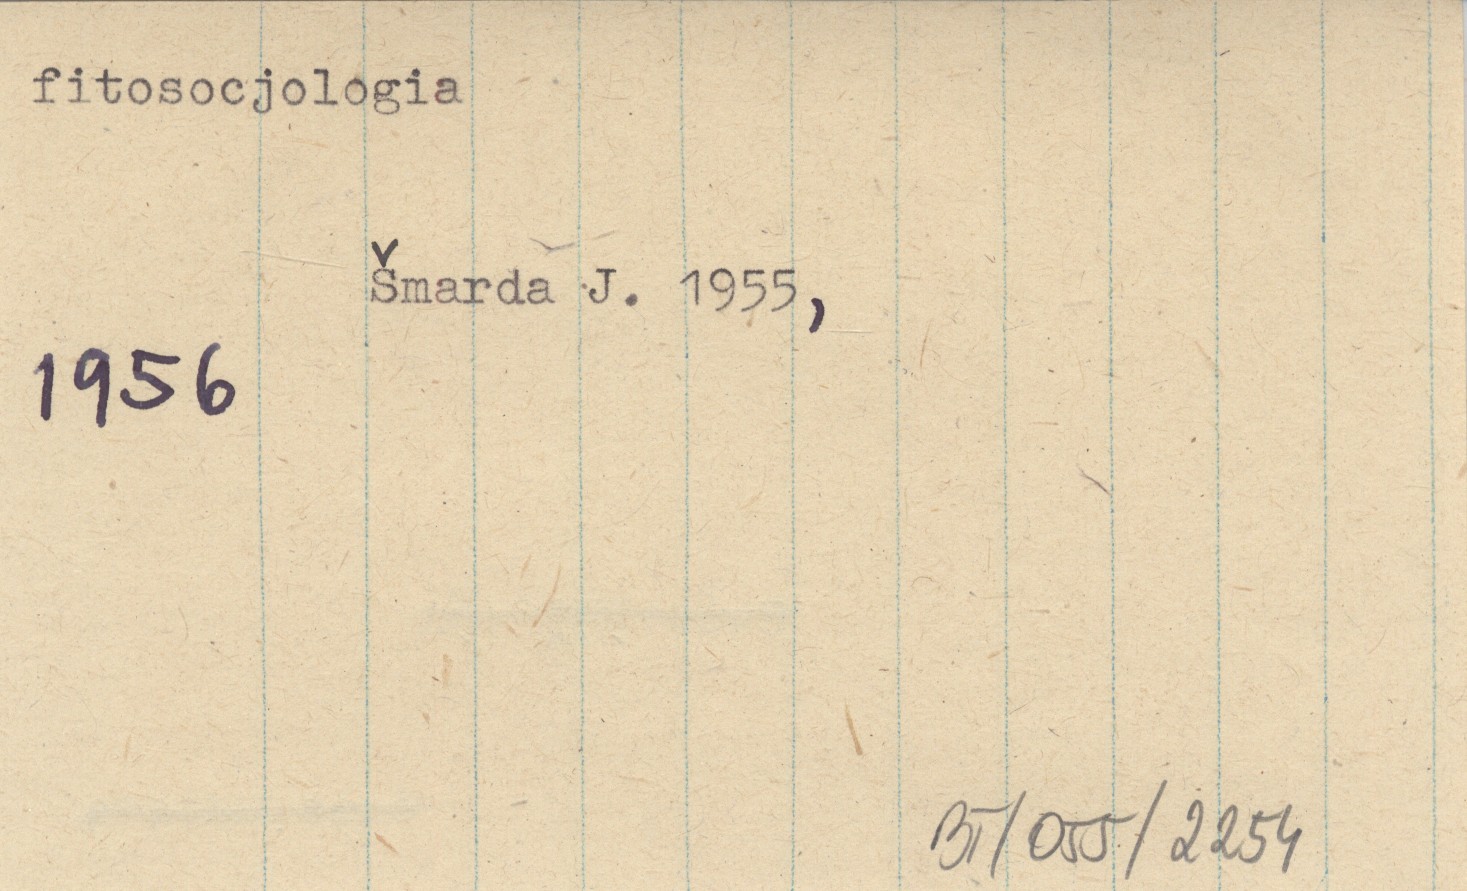 fitosocjologia
Šmarda J. 1955,
1956
BT/055/2254